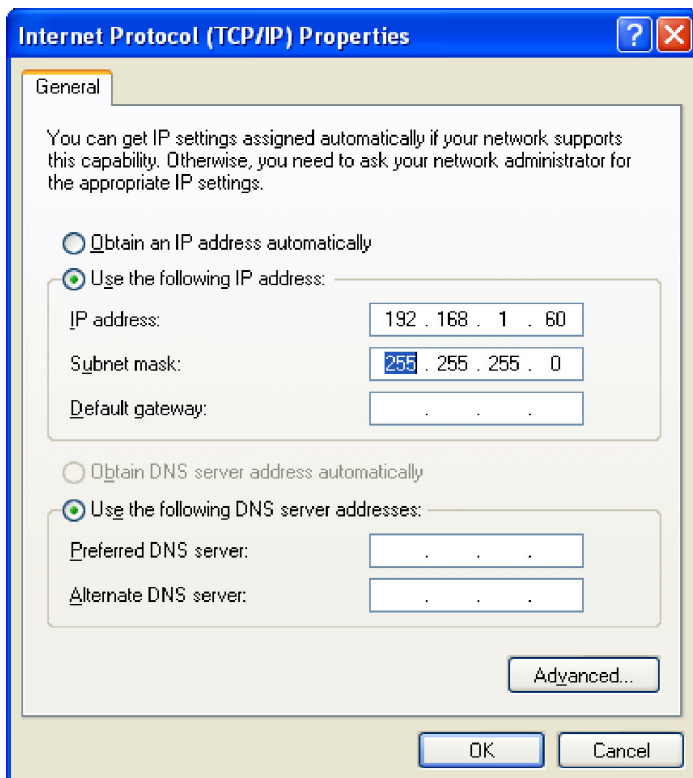 Internet Protocol (TCP/IP) Properties
General
You can get IP settings assigned automatically if your network supports
this capability. Otherwise, you need to ask your network administrator for
the appropriate IP settings.
Obtain an IP address automatically
Use the following IP address:
IP address: 192 . 168 . 1 . 60
Subnet mask: 255 . 255 . 255 . 0
Default gateway: . . .
Obtain DNS server address automatically
Use the following DNS server addresses:
Preferred DNS server: . . .
Alternate DNS server: . . .
Advanced...
OK Cancel